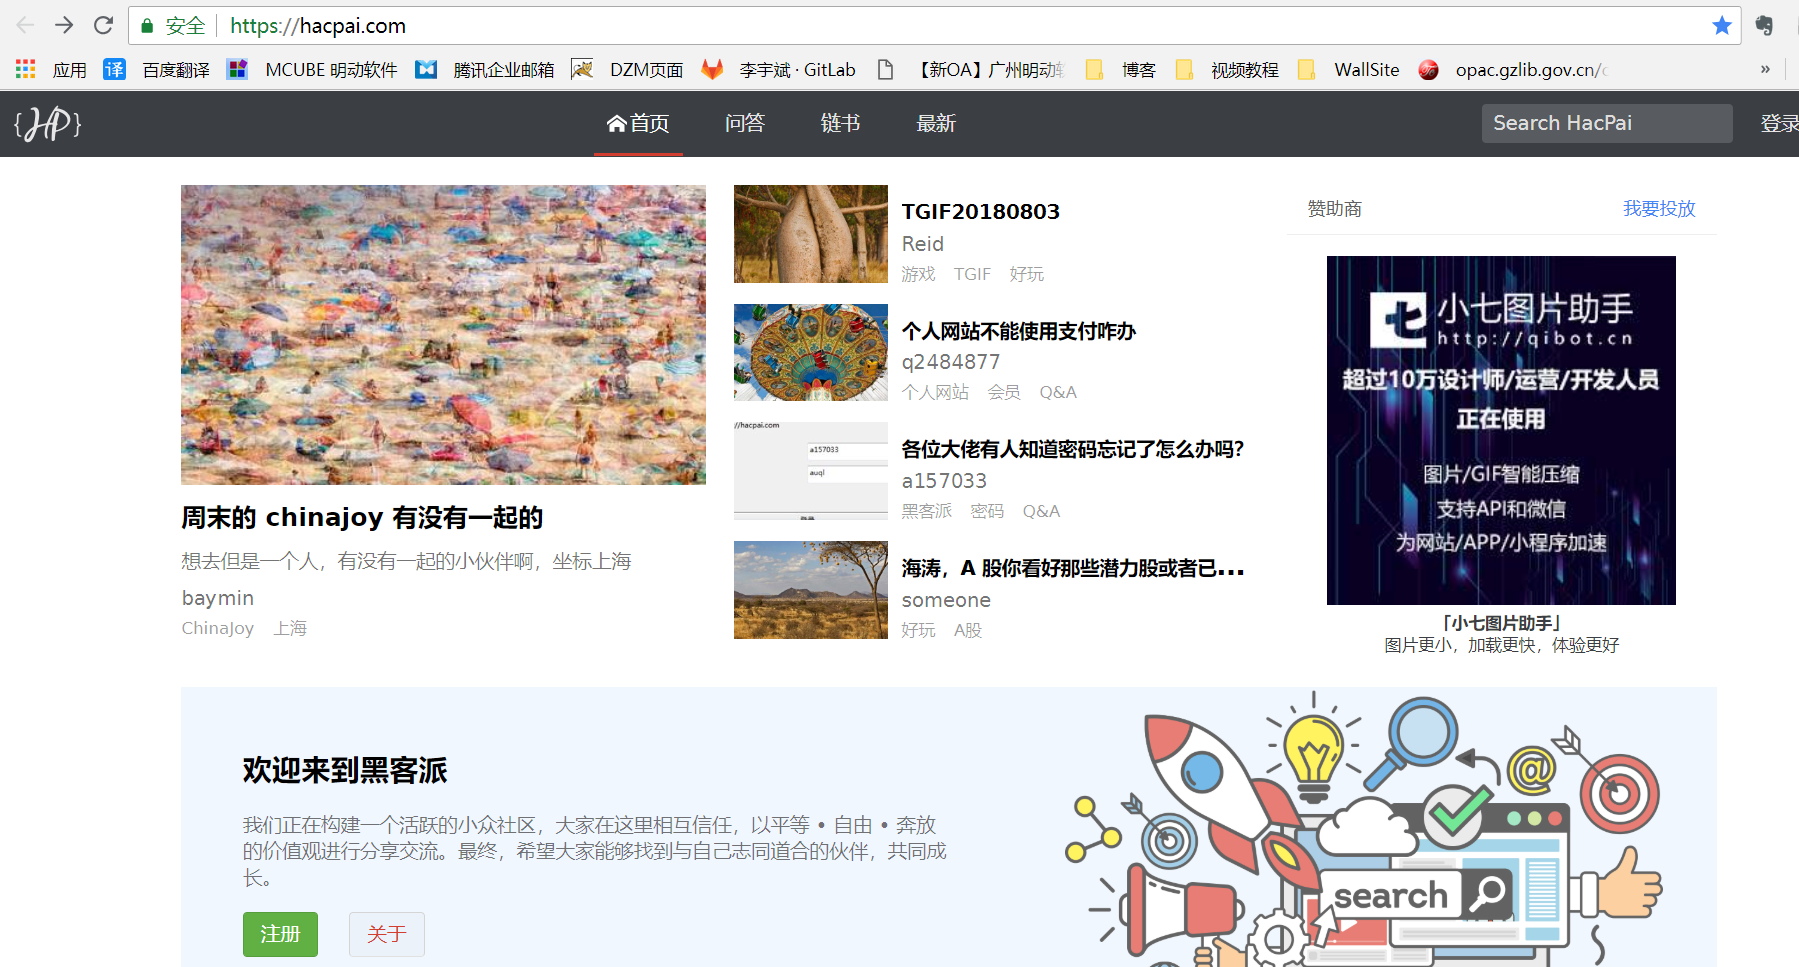 安全 https://hacpai.com
应用 译 百度翻译 MCUBE 明动软件 腾讯企业邮箱 DZM页面 李宇斌 · GitLab 【新OA】广州明动软 博客 视频教程 WallSite opac.gzlib.gov.cn/ »
{HP} 首页 问答 链书 最新 Search HacPai 登录
周末的 chinajoy 有没有一起的
想去但是一个人，有没有一起的小伙伴啊，坐标上海
baymin
ChinaJoy 上海
TGIF20180803
Reid
游戏 TGIF 好玩
个人网站不能使用支付咋办
q2484877
个人网站 会员 Q&A
//hacpai.com
a157033
auql
各位大佬有人知道密码忘记了怎么办吗？
a157033
黑客派 密码 Q&A
海涛，A 股你看好那些潜力股或者已...
someone
好玩 A股
赞助商 我要投放
小七图片助手
http://qibot.cn
超过10万设计师/运营/开发人员
正在使用
图片/GIF智能压缩
支持API和微信
为网站/APP/小程序加速
「小七图片助手」
图片更小，加载更快，体验更好
欢迎来到黑客派
我们正在构建一个活跃的小众社区，大家在这里相互信任，以平等 • 自由 • 奔放
的价值观进行分享交流。最终，希望大家能够找到与自己志同道合的伙伴，共同成
长。
注册 关于
@
search